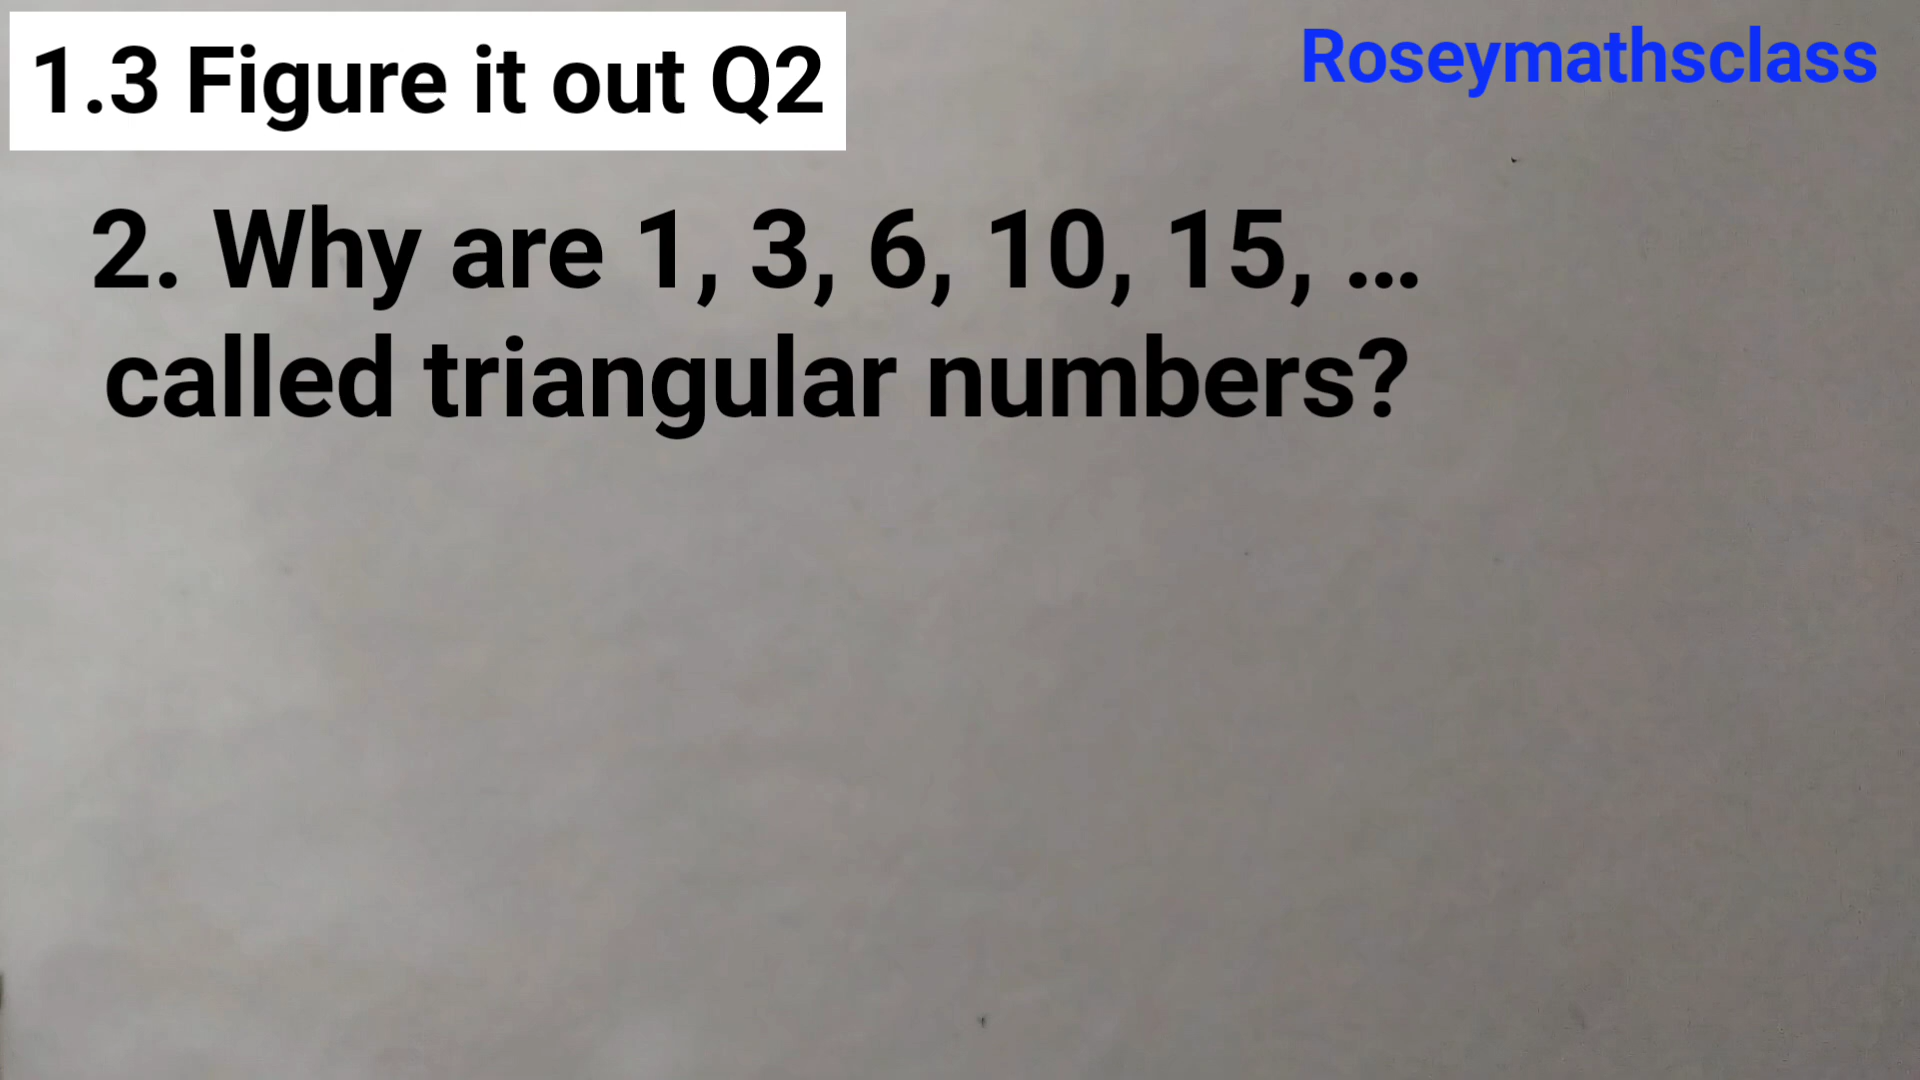 1.3 Figure it out Q2
Roseymathsclass
2. Why are 1, 3, 6, 10, 15, ...
called triangular numbers?